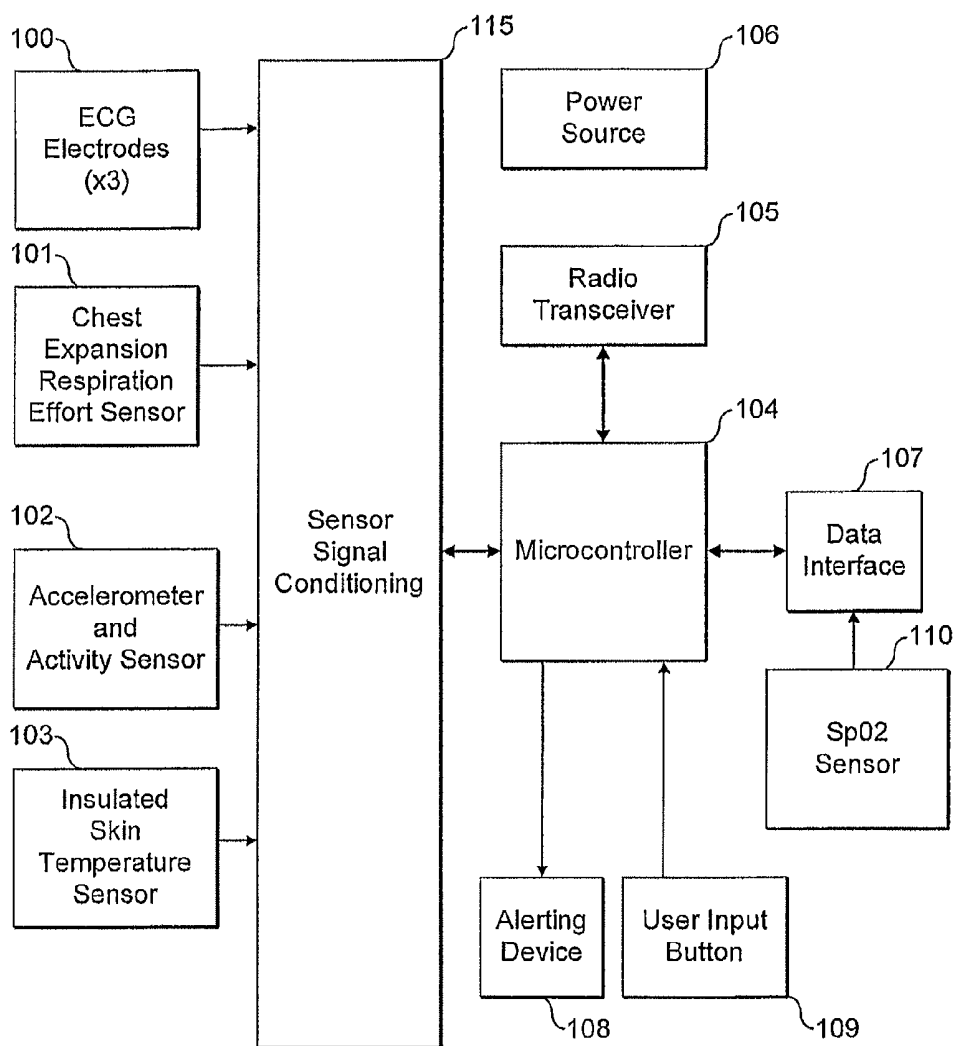 100
ECG
Electrodes
(x3)
101
Chest
Expansion
Respiration
Effort Sensor
102
Accelerometer
and
Activity Sensor
103
Insulated
Skin
Temperature
Sensor
115
Sensor
Signal
Conditioning
106
Power
Source
105
Radio
Transceiver
104
Microcontroller
107
Data
Interface
110
Sp02
Sensor
Alerting
Device
108
User Input
Button
109